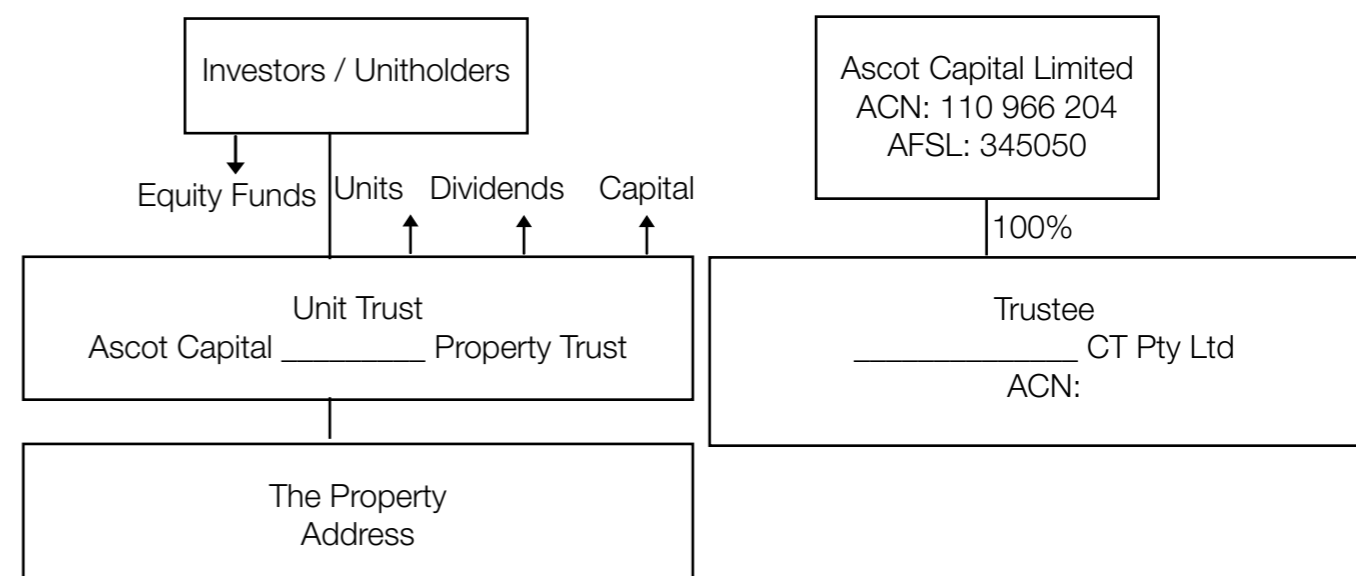 Investors / Unitholders
Ascot Capital Limited
ACN: 110 966 204
AFSL: 345050
Equity Funds
Units
Dividends
Capital
100%
Unit Trust
Ascot Capital _________ Property Trust
Trustee
______________ CT Pty Ltd
ACN:
The Property
Address